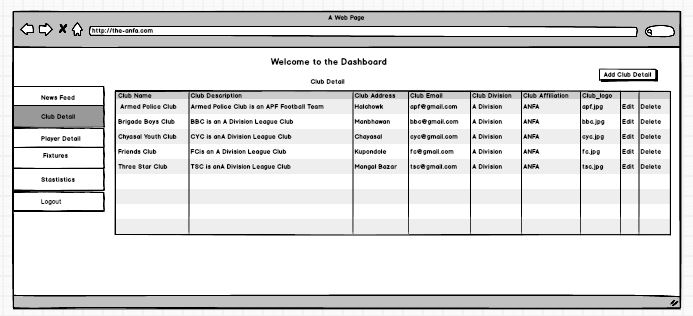 A Web Page
http://the-anfa.com
Welcome to the Dashboard
Club Detail
Add Club Detail
News Feed
Club Detail
Player Detail
Fixtures
Stastistics
Logout
Club Name Club Description Club Address Club Email Club Division Club Affiliation Club_logo
Armed Police Club Armed Police Club is an APF Football Team Halchowk apf@gmail.com A Division ANFA apf.jpg Edit Delete
Brigade Boys Club BBC is an A Division League Club Manbhawan bbc@gmail.com A Division ANFA bbc.jpg Edit Delete
Chyasal Youth Club CYC is an A Division League Club Chayasal cyc@gmail.com A Division ANFA cyc.jpg Edit Delete
Friends Club FCis an A Division League Club Kupondole fc@gmail.com A Division ANFA fc.jpg Edit Delete
Three Star Club TSC is anA Division League Club Mangal Bazar tsc@gmail.com A Division ANFA tsc.jpg Edit Delete